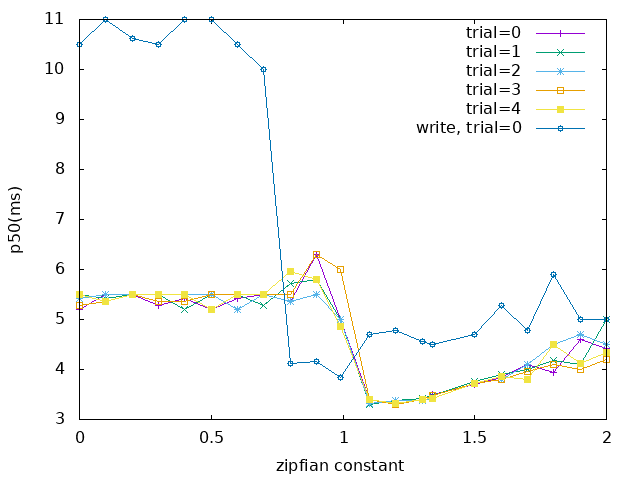 trial=0
trial=1
trial=2
trial=3
trial=4
write, trial=0
11
10
9
8
7
6
5
4
3
p50(ms)
0
0.5
1
1.5
2
zipfian constant